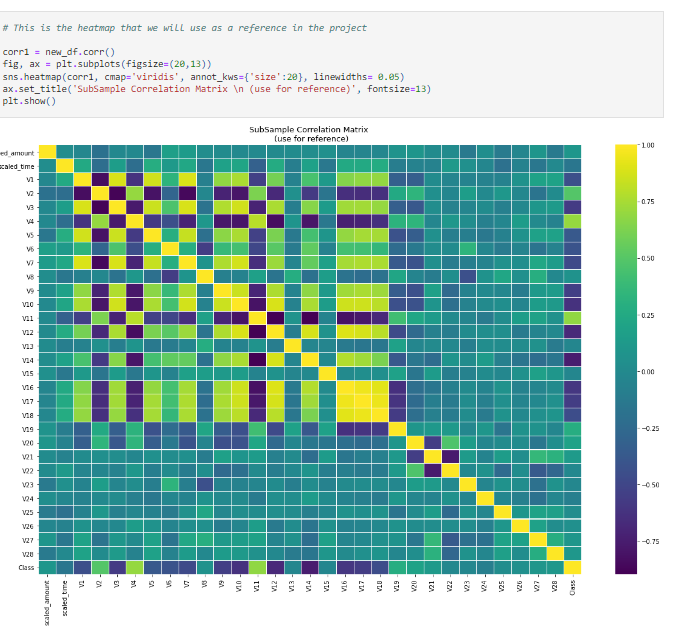 # This is the heatmap that we will use as a reference in the project
corr1 = new_df.corr()
fig, ax = plt.subplots(figsize=(20,13))
sns.heatmap(corr1, cmap='viridis', annot_kws={'size':20}, linewidths= 0.05)
ax.set_title('SubSample Correlation Matrix \n (use for reference)', fontsize=13)
plt.show()
SubSample Correlation Matrix
(use for reference)
led_amount
scaled_time
V1
V2
V3
V4
V5
V6
V7
V8
V9
V10
V11
V12
V13
V14
V15
V16
V17
V18
V19
V20
V21
V22
V23
V24
V25
V26
V27
V28
Class
scaled_amount
scaled_time
V1
V2
V3
V4
V5
V6
V7
V8
V9
V10
V11
V12
V13
V14
V15
V16
V17
V18
V19
V20
V21
V22
V23
V24
V25
V26
V27
V28
Class
1.00
0.75
0.50
0.25
0.00
−0.25
−0.50
−0.75